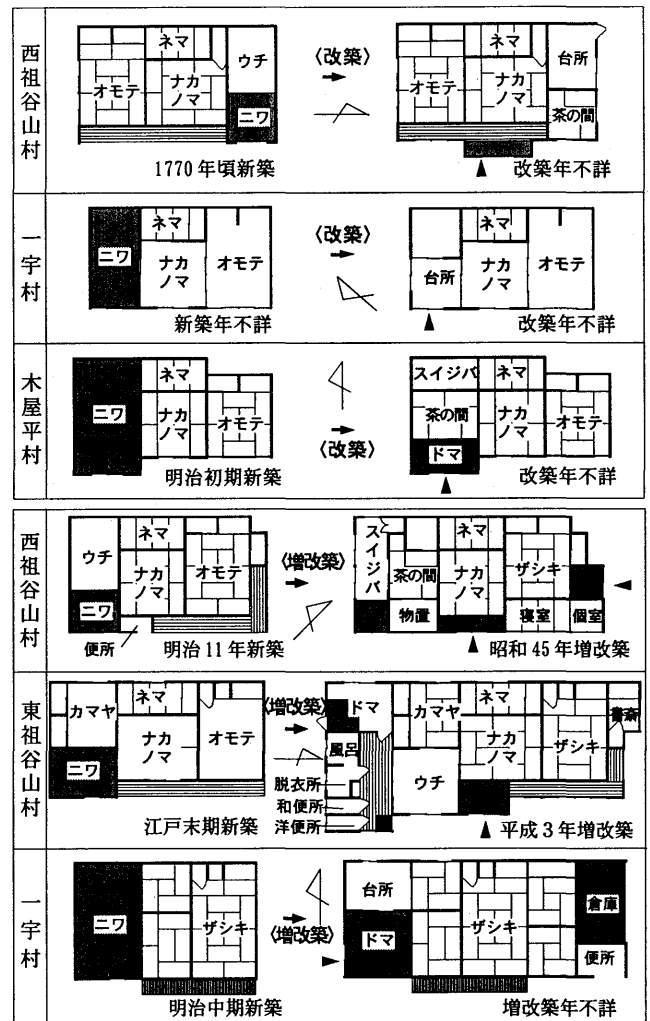 西祖谷山村
ネマ
ウチ
オモテ
ナカノマ
ニワ
1770年頃新築
〈改築〉
ネマ
台所
オモテ
ナカノマ
茶の間
改築年不詳
一宇村
ネマ
ニワ
ナカノマ
オモテ
新築年不詳
〈改築〉
ネマ
台所
ナカノマ
オモテ
改築年不詳
木屋平村
ネマ
ニワ
ナカノマ
オモテ
明治初期新築
〈改築〉
スイジバ
ネマ
茶の間
ナカノマ
オモテ
ドマ
改築年不詳
西祖谷山村
ネマ
ウチ
ナカノマ
オモテ
ニワ
便所
明治11年新築
〈増改築〉
スイジバ
ネマ
茶の間
ナカノマ
ザシキ
物置
寝室
個室
昭和45年増改築
東祖谷山村
カマヤ
ネマ
ナカノマ
オモテ
ニワ
江戸末期新築
〈増改築〉
ドマ
カマヤ
ネマ
書斎
風呂
ナカノマ
ザシキ
ウチ
脱衣所
和便所
洋便所
平成3年増改築
一宇村
ニワ
ザシキ
明治中期新築
〈増改築〉
台所
ドマ
ザシキ
倉庫
便所
増改築年不詳